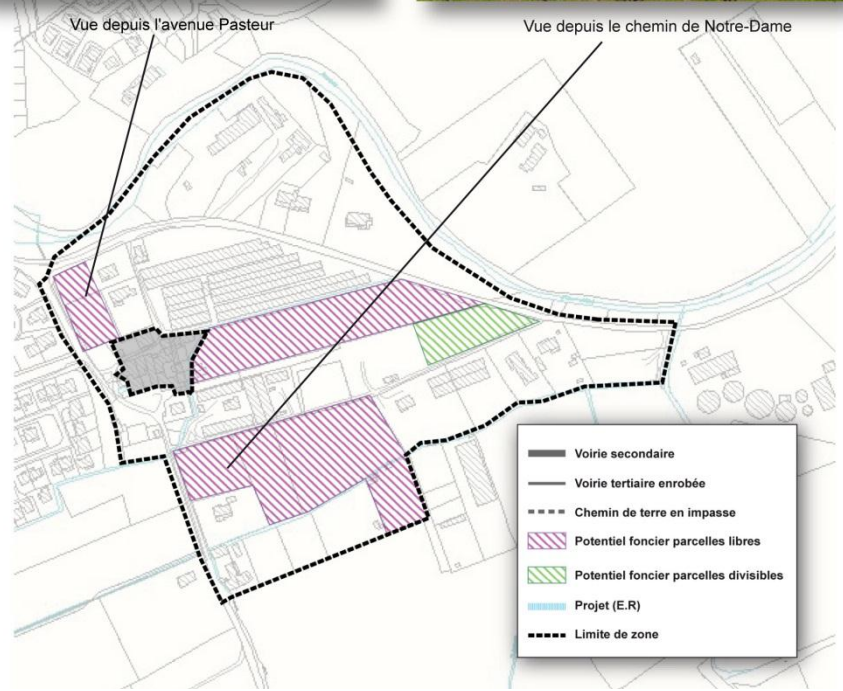 Vue depuis l'avenue Pasteur
Vue depuis le chemin de Notre-Dame
Voirie secondaire
Voirie tertiaire enrobée
Chemin de terre en impasse
Potentiel foncier parcelles libres
Potentiel foncier parcelles divisibles
Projet (E.R)
Limite de zone